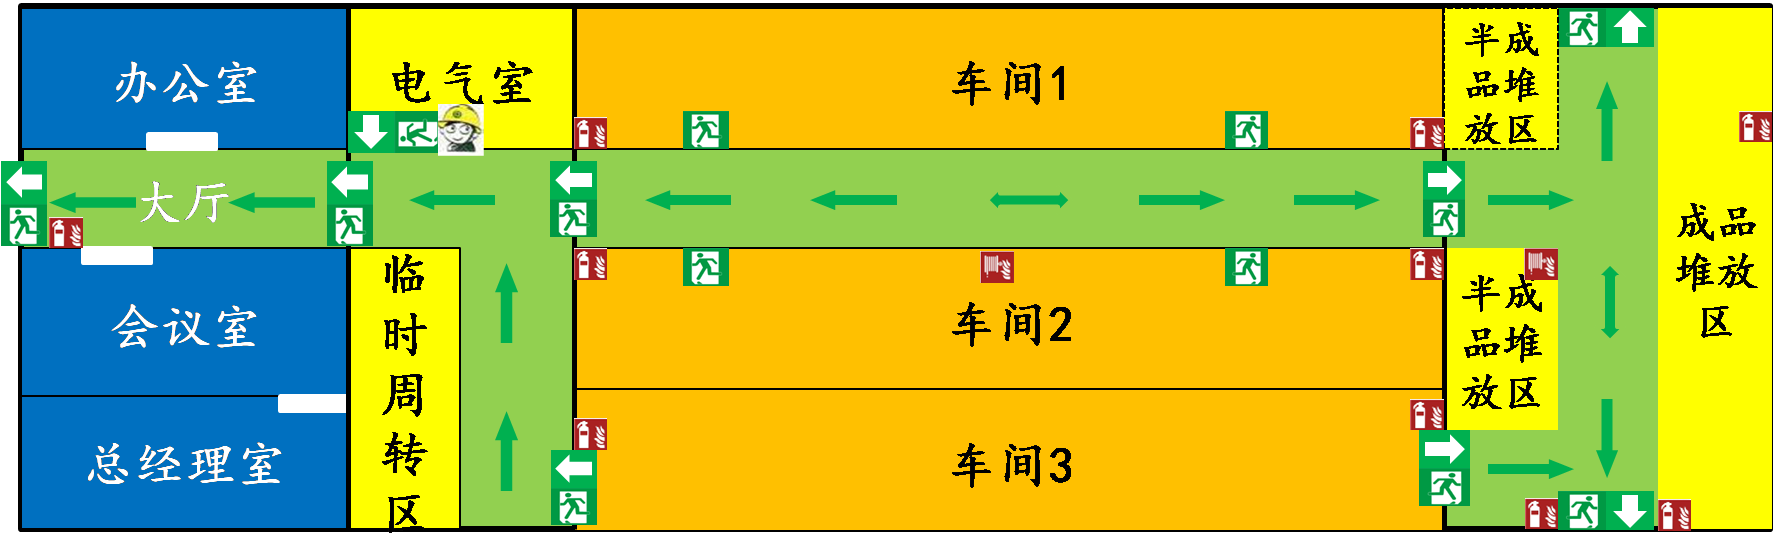 办公室
电气室
车间1
半成
品堆
放区
大厅
成品
堆放
区
会议室
临
时
周
转
区
车间2
半成
品堆
放区
总经理室
车间3